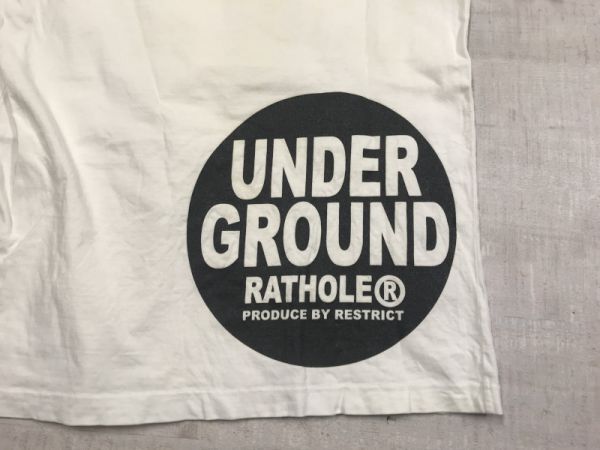 UNDER
GROUND
RATHOLE®
PRODUCE BY RESTRICT